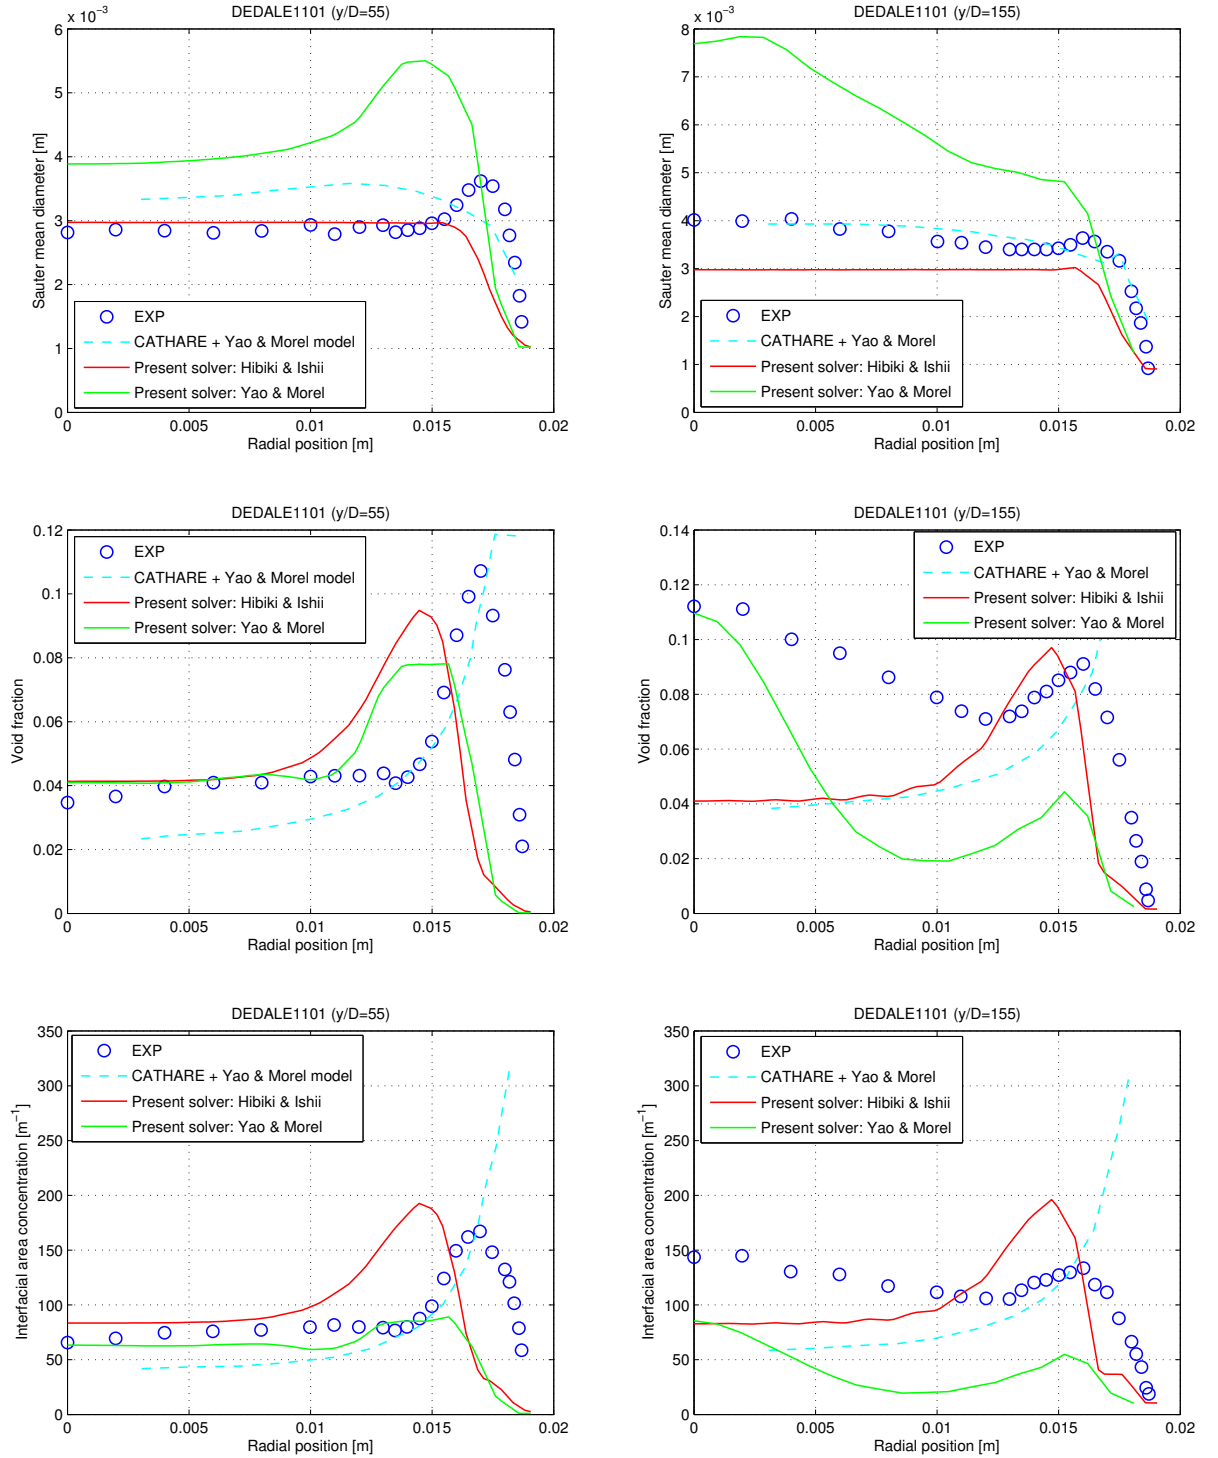 DEDALE1101 (y/D=55)
x 10⁻³
6
5
4
3
2
1
0
Sauter mean diameter [m]
EXP
CATHARE + Yao & Morel model
Present solver: Hibiki & Ishii
Present solver: Yao & Morel
0 0.005 0.01 0.015 0.02
Radial position [m]
DEDALE1101 (y/D=155)
x 10⁻³
8
7
6
5
4
3
2
1
0
Sauter mean diameter [m]
EXP
CATHARE + Yao & Morel
Present solver: Hibiki & Ishii
Present solver: Yao & Morel
0 0.005 0.01 0.015 0.02
Radial position [m]
DEDALE1101 (y/D=55)
0.12
0.1
0.08
0.06
0.04
0.02
0
Void fraction
EXP
CATHARE + Yao & Morel model
Present solver: Hibiki & Ishii
Present solver: Yao & Morel
0 0.005 0.01 0.015 0.02
Radial position [m]
DEDALE1101 (y/D=155)
0.14
0.12
0.1
0.08
0.06
0.04
0.02
0
Void fraction
EXP
CATHARE + Yao & Morel
Present solver: Hibiki & Ishii
Present solver: Yao & Morel
0 0.005 0.01 0.015 0.02
Radial position [m]
DEDALE1101 (y/D=55)
350
300
250
200
150
100
50
0
Interfacial area concentration [m⁻¹]
EXP
CATHARE + Yao & Morel model
Present solver: Hibiki & Ishii
Present solver: Yao & Morel
0 0.005 0.01 0.015 0.02
Radial position [m]
DEDALE1101 (y/D=155)
350
300
250
200
150
100
50
0
Interfacial area concentration [m⁻¹]
EXP
CATHARE + Yao & Morel
Present solver: Hibiki & Ishii
Present solver: Yao & Morel
0 0.005 0.01 0.015 0.02
Radial position [m]